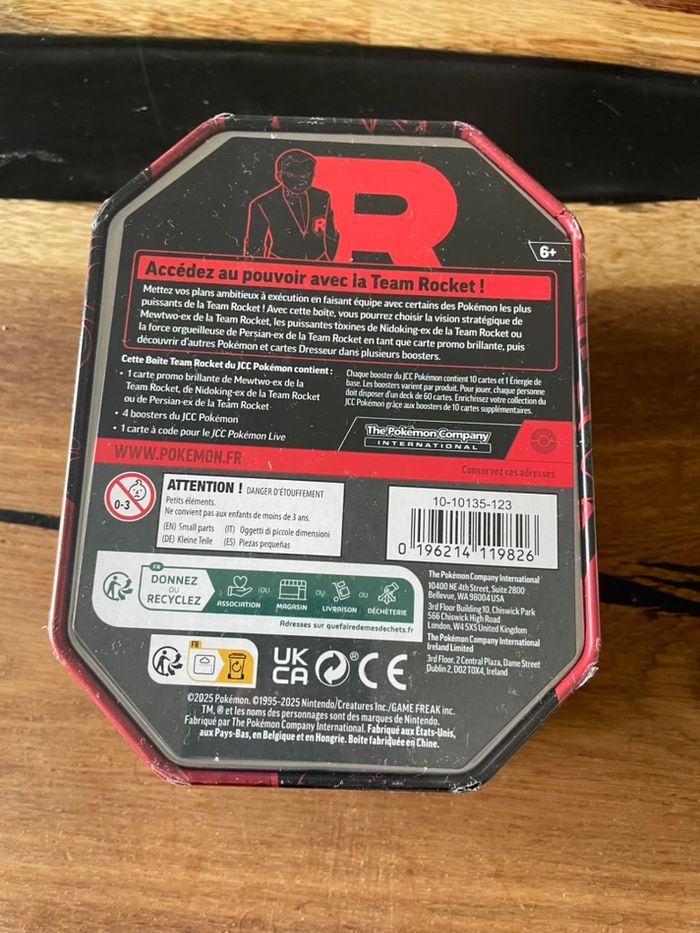 R
R
6+
Accédez au pouvoir avec la Team Rocket !
Mettez vos plans ambitieux à exécution en faisant équipe avec certains des Pokémon les plus
puissants de la Team Rocket ! Avec cette boîte, vous pourrez choisir la vision stratégique de
Mewtwo-ex de la Team Rocket, les puissantes toxines de Nidoking-ex de la Team Rocket ou
la force orgueilleuse de Persian-ex de la Team Rocket en tant que carte promo brillante, puis
découvrir d'autres Pokémon et cartes Dresseur dans plusieurs boosters.
Cette Boîte Team Rocket du JCC Pokémon contient :
• 1 carte promo brillante de Mewtwo-ex de la
Team Rocket, de Nidoking-ex de la Team Rocket
ou de Persian-ex de la Team Rocket
• 4 boosters du JCC Pokémon
• 1 carte à code pour le JCC Pokémon Live
Chaque booster du JCC Pokémon contient 10 cartes et 1 Énergie de
base. Les boosters varient par produit. Pour jouer, chaque personne
doit disposer d'un deck de 60 cartes. Enrichissez votre collection du
JCC Pokémon grâce aux boosters de 10 cartes supplémentaires.
The Pokémon Company
INTERNATIONAL
WWW.POKEMON.FR
Conservez ces adresses.
0-3
ATTENTION ! DANGER D'ÉTOUFFEMENT
Petits éléments.
Ne convient pas aux enfants de moins de 3 ans.
(EN) Small parts (IT) Oggetti di piccole dimensioni
(DE) Kleine Teile (ES) Piezas pequeñas
10-10135-123
0 196214 119826
FR
DONNEZ
OU
RECYCLEZ
ASSOCIATION
OU
MAGASIN
OU
LIVRAISON
OU
DÉCHÈTERIE
Adresses sur quefairedemesdechets.fr
The Pokémon Company International
10400 NE 4th Street, Suite 2800
Bellevue, WA 98004 USA
3rd Floor Building 10, Chiswick Park
566 Chiswick High Road
London, W4 5XS United Kingdom
The Pokémon Company International
Ireland Limited
3rd Floor, 2 Central Plaza, Dame Street
Dublin 2, D02 T0X4, Ireland
FR
UK
CA
®
CE
©2025 Pokémon. ©1995-2025 Nintendo/Creatures Inc./GAME FREAK inc.
TM, ® et les noms des personnages sont des marques de Nintendo.
Fabriqué par The Pokémon Company International. Fabriqué aux États-Unis,
aux Pays-Bas, en Belgique et en Hongrie. Boîte fabriquée en Chine.